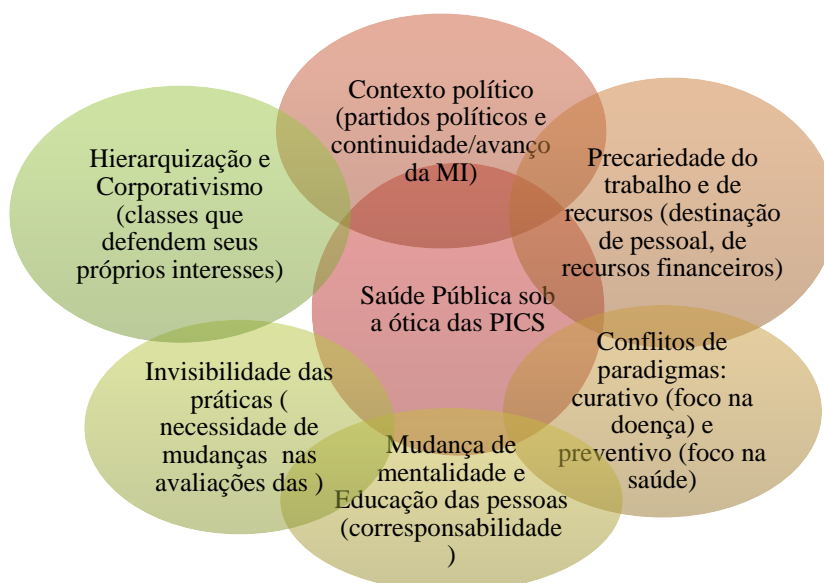 Contexto político
(partidos políticos e
continuidade/avanço
da MI)
Precariedade do
trabalho e de
recursos (destinação
de pessoal, de
recursos financeiros)
Conflitos de
paradigmas:
curativo (foco na
doença) e
preventivo (foco na
saúde)
Mudança de
mentalidade e
Educação das pessoas
(corresponsabilidade
)
Invisibilidade das
práticas (
necessidade de
mudanças  nas
avaliações das )
Hierarquização e
Corporativismo
(classes que
defendem seus
próprios interesses)
Saúde Pública sob
a ótica das PICS